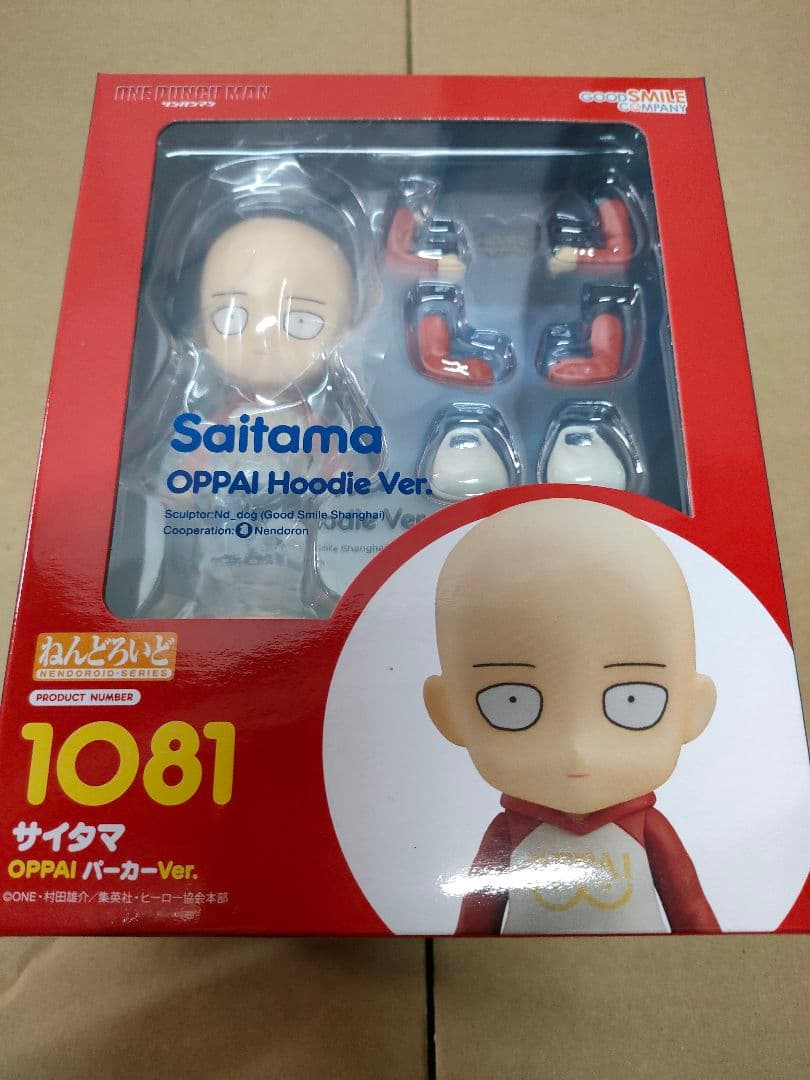 ONE PUNCH MAN
ワンパンマン
GOOD SMILE
COMPANY
Saitama
OPPAI Hoodie Ver.
Sculptor:Nd_dog (Good Smile Shanghai)
Cooperation: Nendoron
ねんどろいど
NENDOROID-SERIES
PRODUCT NUMBER
1081
サイタマ
OPPAI パーカーVer.
©ONE・村田雄介／集英社・ヒーロー協会本部
OPPAI